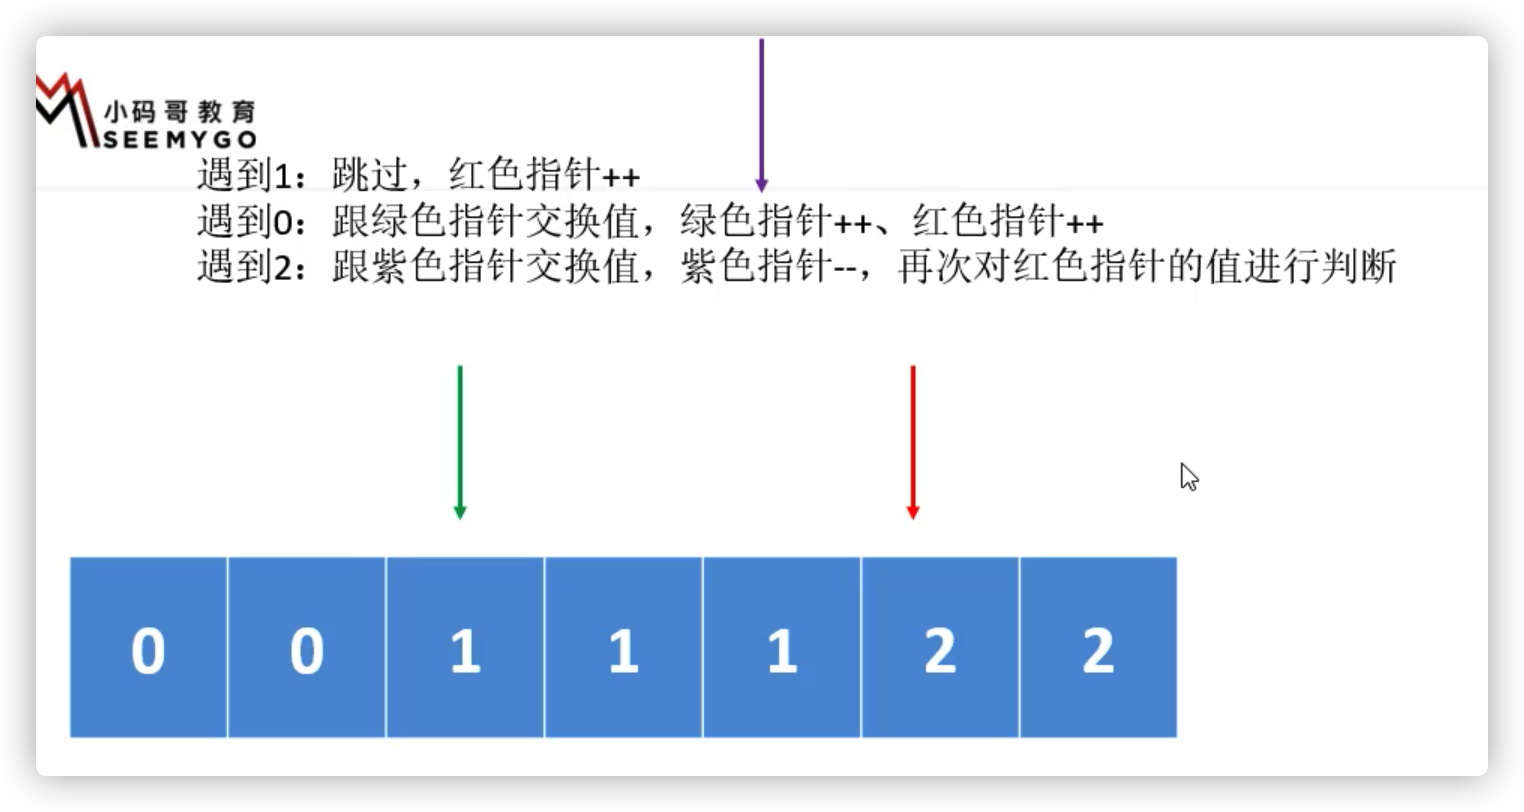 小码哥教育
SEEMYGO
遇到1：跳过，红色指针++
遇到0：跟绿色指针交换值，绿色指针++、红色指针++
遇到2：跟紫色指针交换值，紫色指针--，再次对红色指针的值进行判断
0 0 1 1 1 2 2